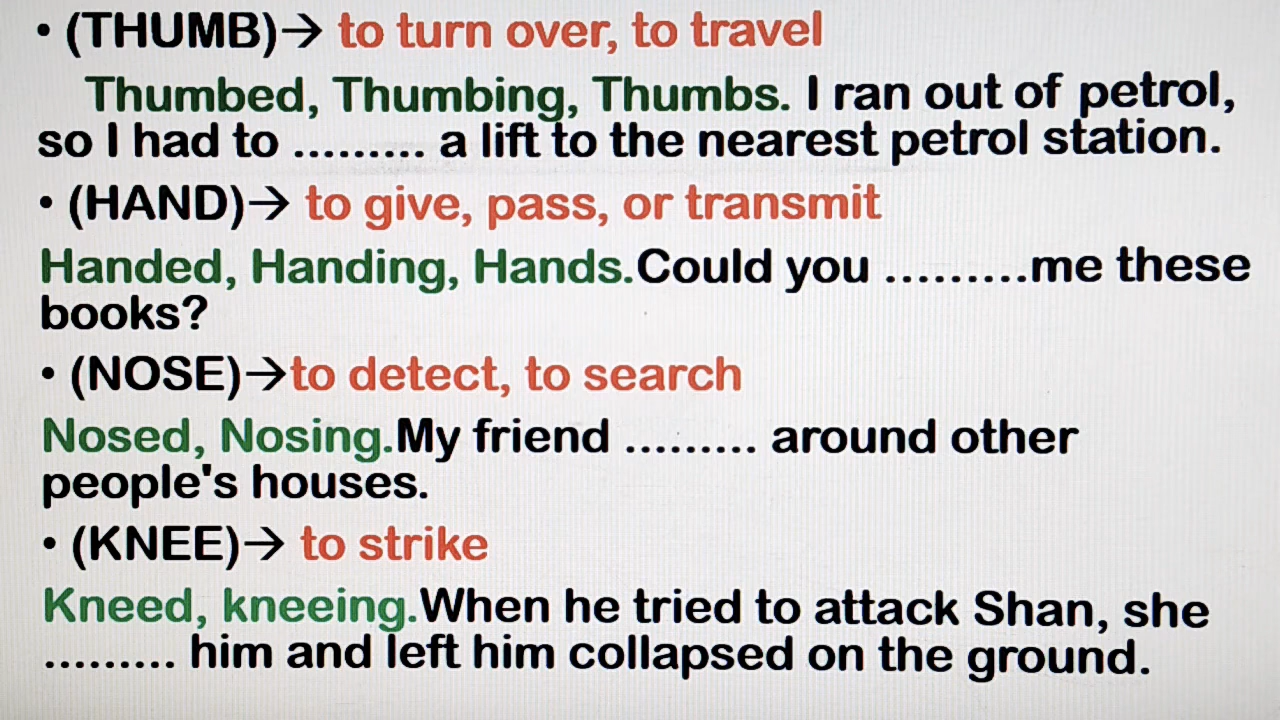 • (THUMB)→ to turn over, to travel
Thumbed, Thumbing, Thumbs. I ran out of petrol,
so I had to ......... a lift to the nearest petrol station.
• (HAND)→ to give, pass, or transmit
Handed, Handing, Hands.Could you .........me these
books?
• (NOSE)→to detect, to search
Nosed, Nosing.My friend ......... around other
people's houses.
• (KNEE)→ to strike
Kneed, kneeing.When he tried to attack Shan, she
......... him and left him collapsed on the ground.